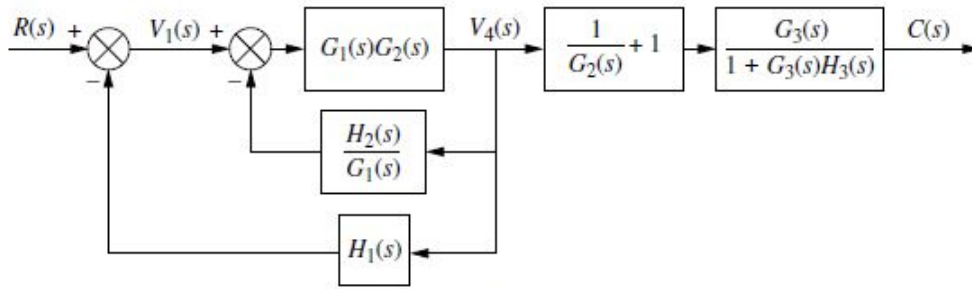 R(s) + V₁(s) + G₁(s)G₂(s) V₄(s) 1/G₂(s) + 1 G₃(s)/1 + G₃(s)H₃(s) C(s)
− −
H₂(s)/G₁(s)
H₁(s)